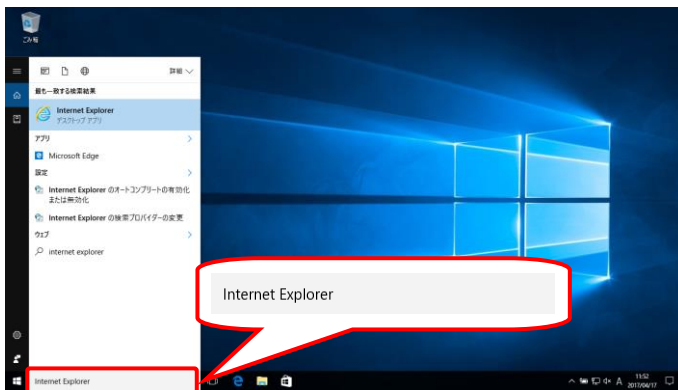 ごみ箱
詳細
最も一致する検索結果
Internet Explorer
デスクトップ アプリ
アプリ
Microsoft Edge
設定
Internet Explorer のオートコンプリートの有効化
または無効化
Internet Explorer の検索プロバイダーの変更
ウェブ
internet explorer
Internet Explorer
Internet Explorer
A
11:52
2017/04/17